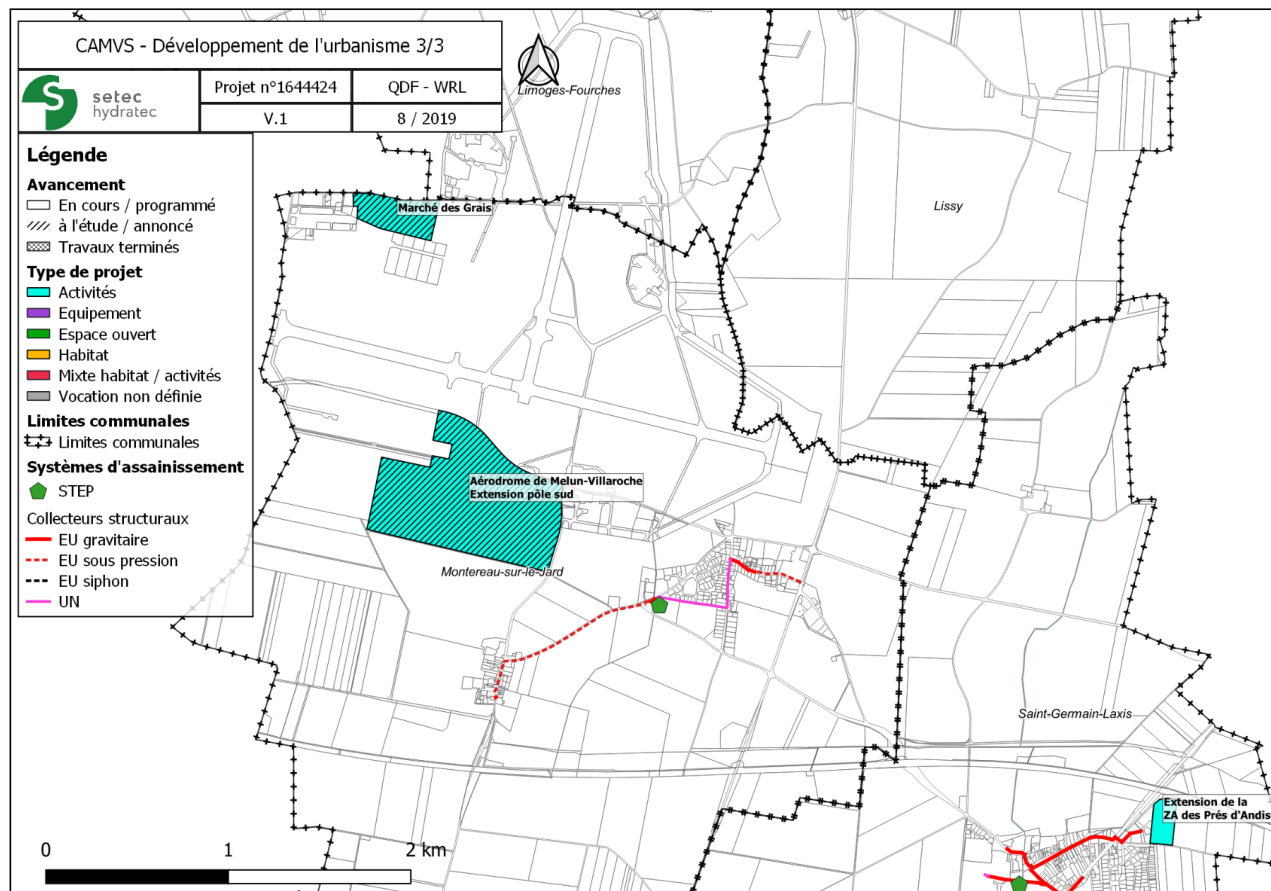 CAMVS - Développement de l'urbanisme 3/3
setec
hydratec
Projet n°1644424
QDF - WRL
V.1
8 / 2019
Légende
Avancement
En cours / programmé
à l'étude / annoncé
Travaux terminés
Type de projet
Activités
Equipement
Espace ouvert
Habitat
Mixte habitat / activités
Vocation non définie
Limites communales
Limites communales
Systèmes d'assainissement
STEP
Collecteurs structuraux
EU gravitaire
EU sous pression
EU siphon
UN
Limoges-Fourches
Marché des Grais
Lissy
Aérodrome de Melun-Villaroche
Extension pôle sud
Montereau-sur-le-Jard
Saint-Germain-Laxis
Extension de la
ZA des Prés d'Andis
0 1 2 km